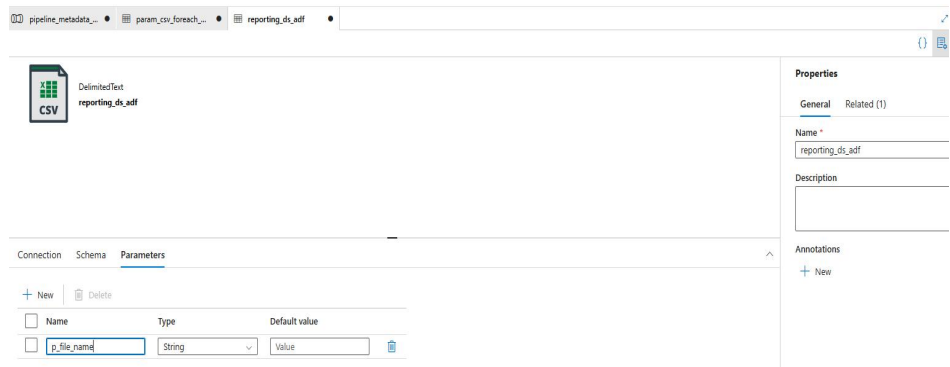 pipeline_metadata_... param_csv_foreach_... reporting_ds_adf
{}
CSV
DelimitedText
reporting_ds_adf
Properties
General Related (1)
Name *
reporting_ds_adf
Description
Annotations
+ New
Connection Schema Parameters
+ New Delete
Name Type Default value
p_file_name String Value